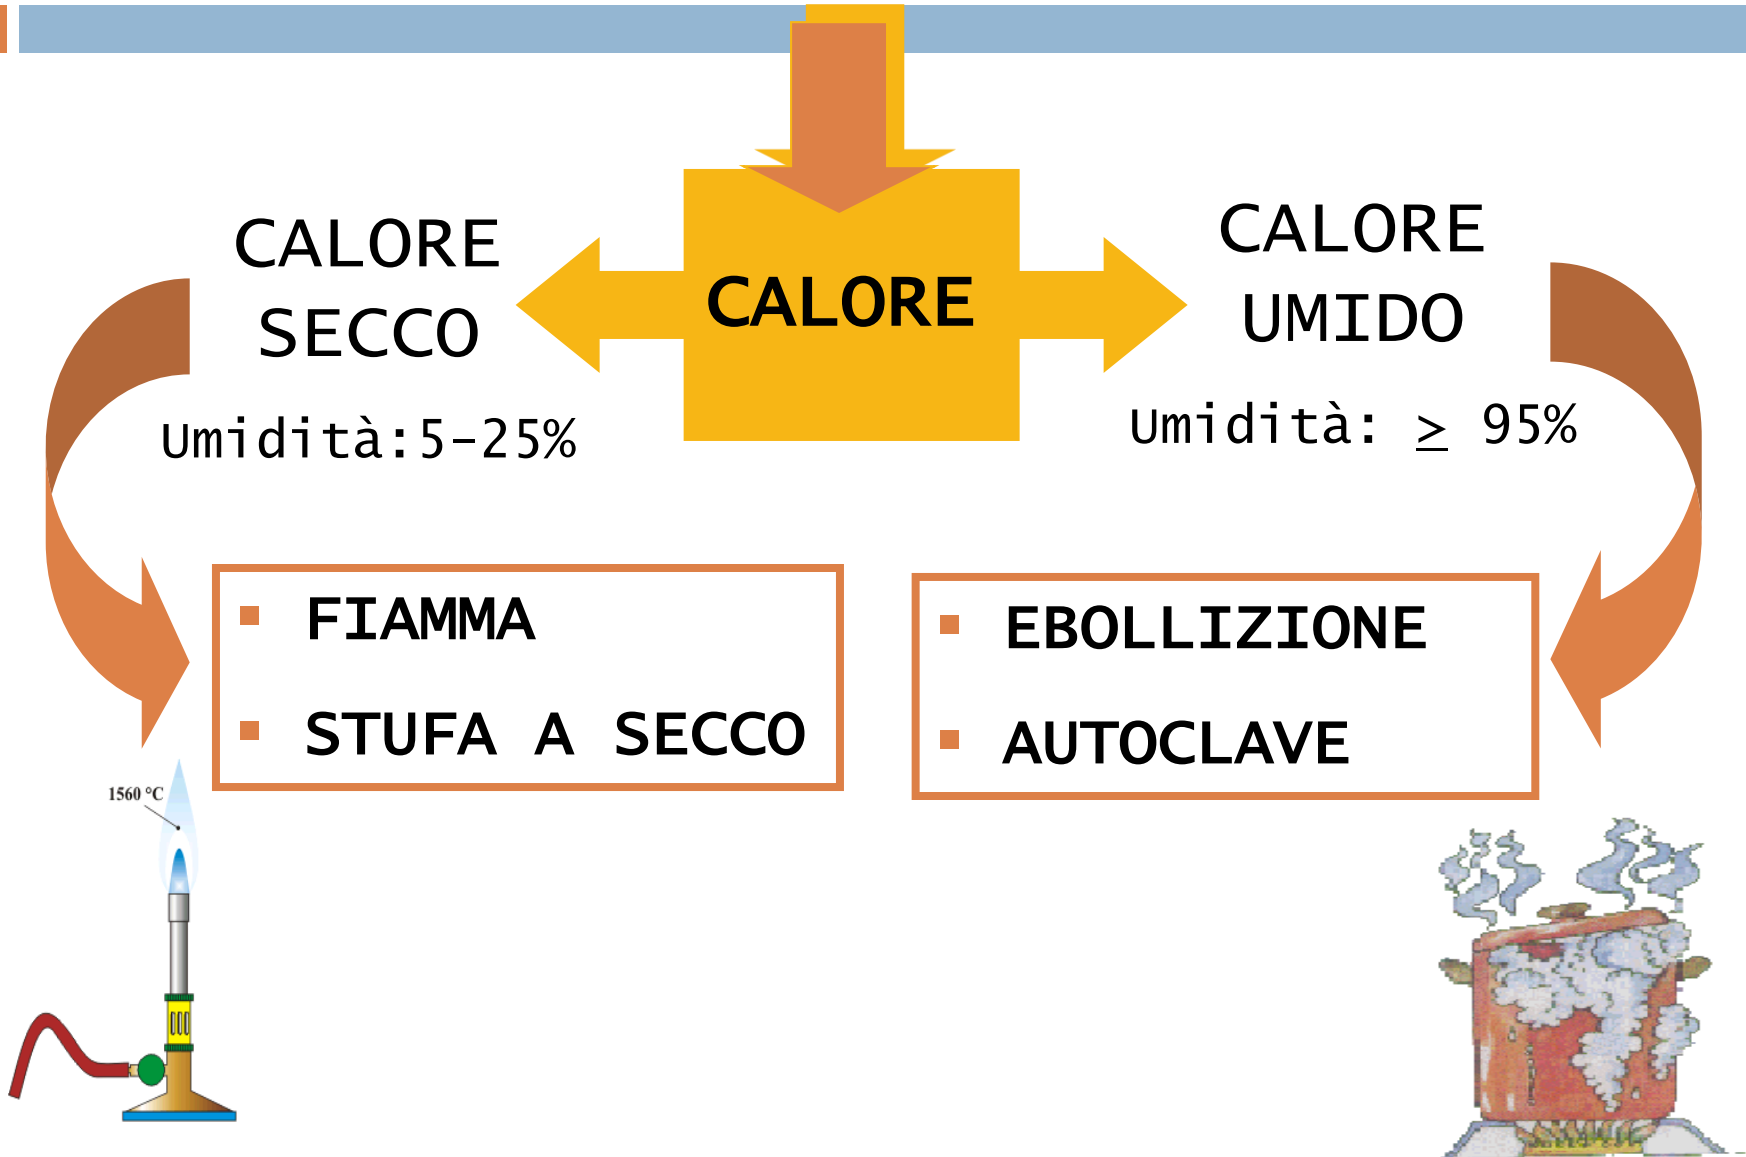 CALORE
SECCO
Umidità:5-25%
CALORE
CALORE
UMIDO
Umidità: ≥ 95%
▪ FIAMMA
▪ STUFA A SECCO
▪ EBOLLIZIONE
▪ AUTOCLAVE
1560 °C